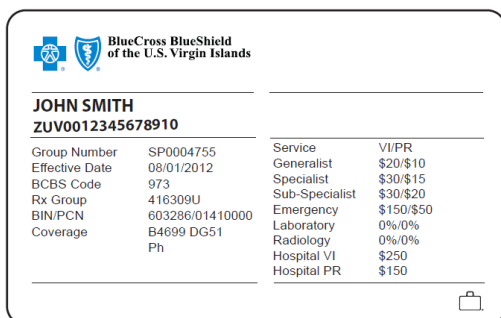 BlueCross BlueShield
of the U.S. Virgin Islands
JOHN SMITH
ZUV0012345678910
Group Number SP0004755
Effective Date 08/01/2012
BCBS Code 973
Rx Group 416309U
BIN/PCN 603286/01410000
Coverage B4699 DG51
Ph
Service VI/PR
Generalist $20/$10
Specialist $30/$15
Sub-Specialist $30/$20
Emergency $150/$50
Laboratory 0%/0%
Radiology 0%/0%
Hospital VI $250
Hospital PR $150